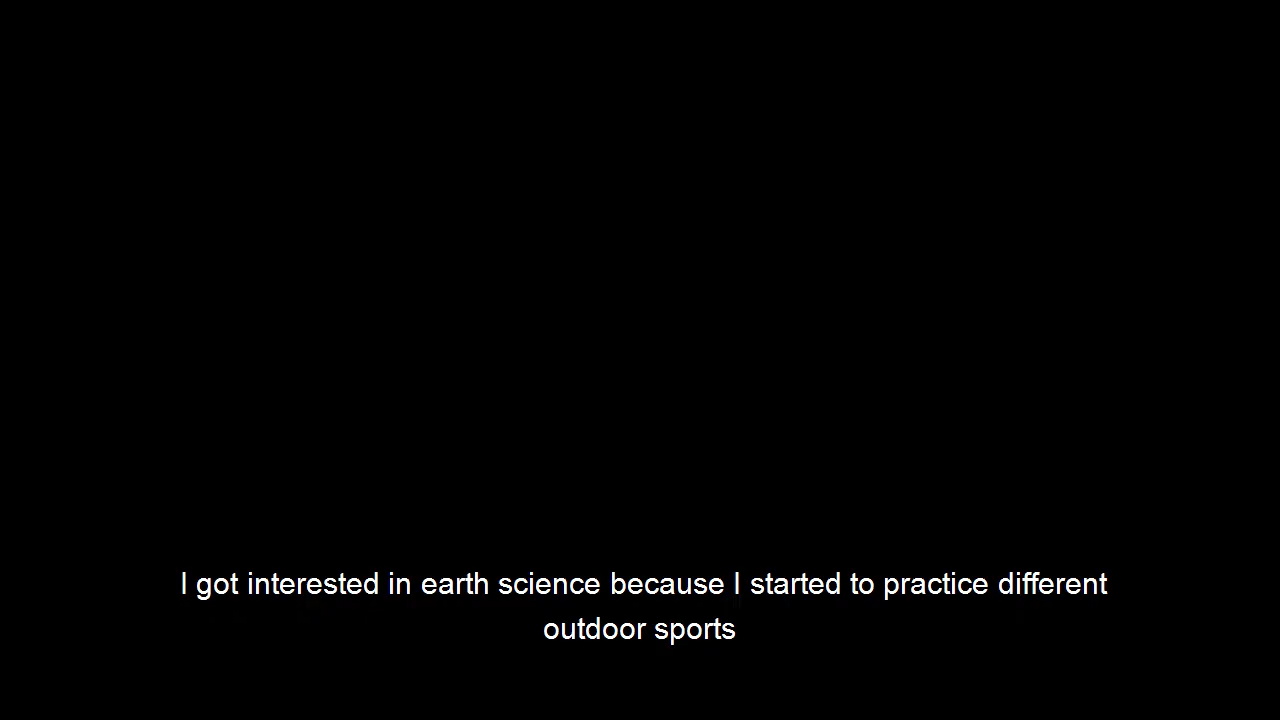 I got interested in earth science because I started to practice different
outdoor sports